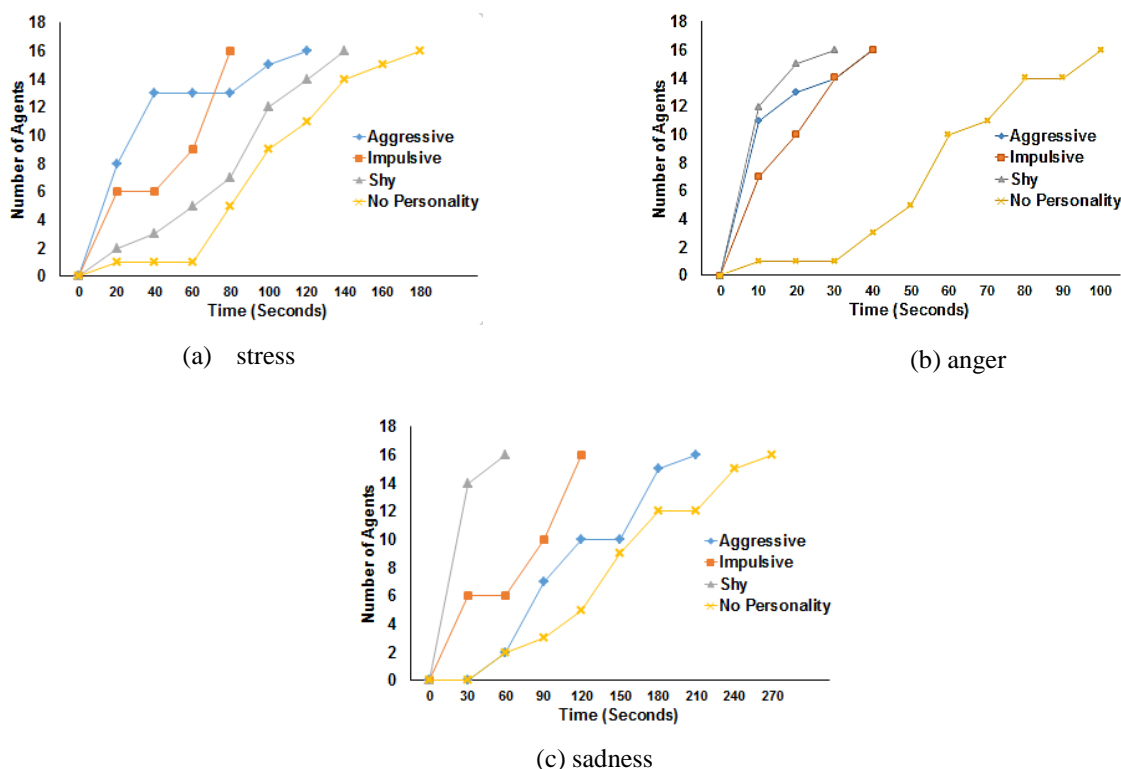 18
16
14
12
10
8
6
4
2
0
Number of Agents
0 20 40 60 80 100 120 140 160 180
Time (Seconds)
Aggressive
Impulsive
Shy
No Personality
(a) stress
18
16
14
12
10
8
6
4
2
0
Number of Agents
0 10 20 30 40 50 60 70 80 90 100
Time (Seconds)
Aggressive
Impulsive
Shy
No Personality
(b) anger
18
16
14
12
10
8
6
4
2
0
Number of Agents
0 30 60 90 120 150 180 210 240 270
Time (Seconds)
Aggressive
Impulsive
Shy
No Personality
(c) sadness